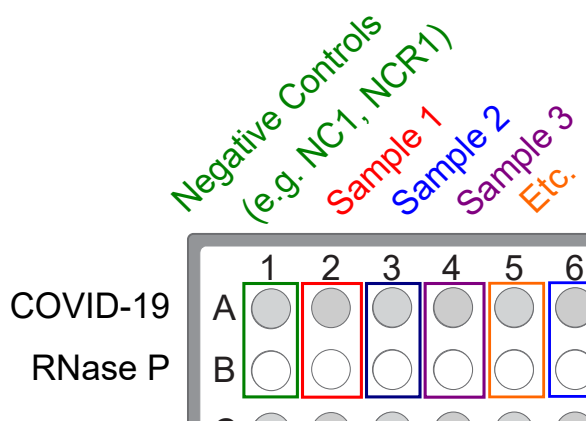 Negative Controls
(e.g. NC1, NCR1)
Sample 1
Sample 2
Sample 3
Etc.
1 2 3 4 5 6
COVID-19 A
RNase P B